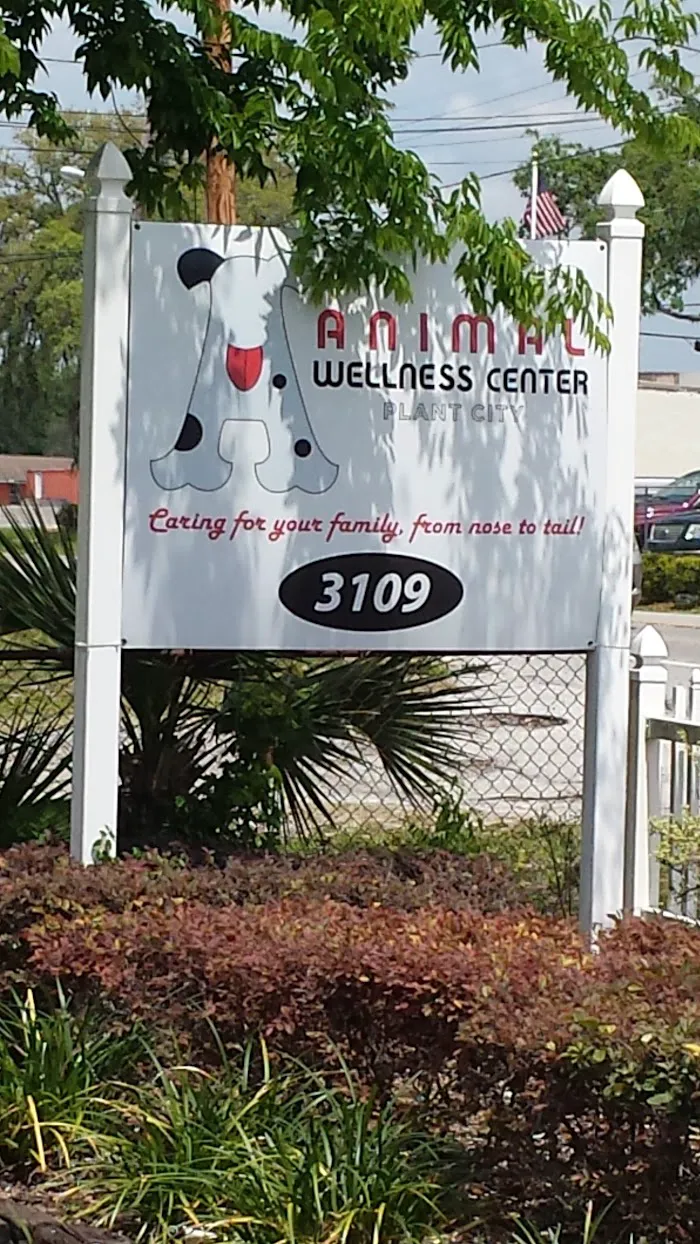 ANIMAL
WELLNESS CENTER
PLANT CITY
Caring for your family, from nose to tail!
3109